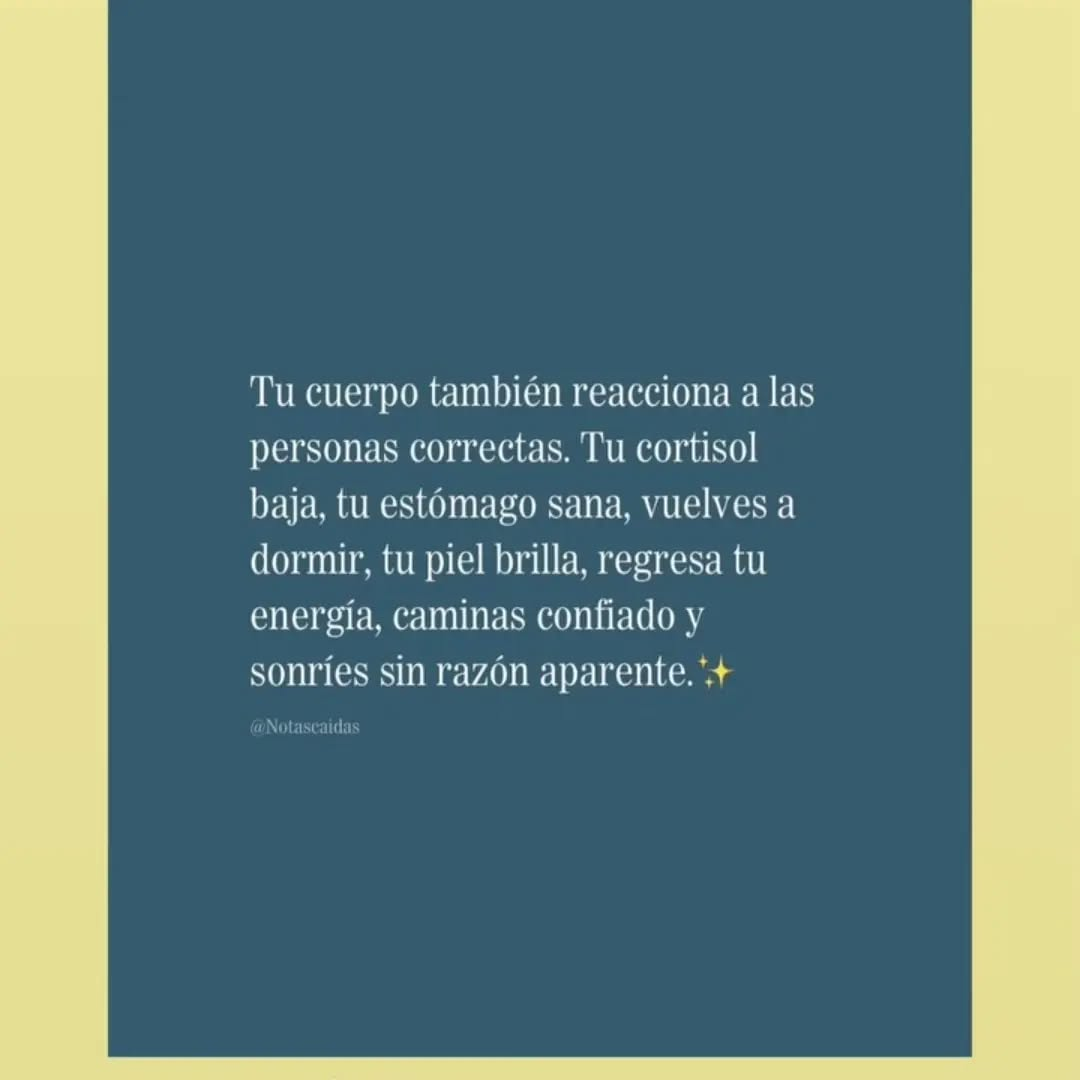 Tu cuerpo también reacciona a las
personas correctas. Tu cortisol
baja, tu estómago sana, vuelves a
dormir, tu piel brilla, regresa tu
energía, caminas confiado y
sonríes sin razón aparente.✨
@Notascaidas